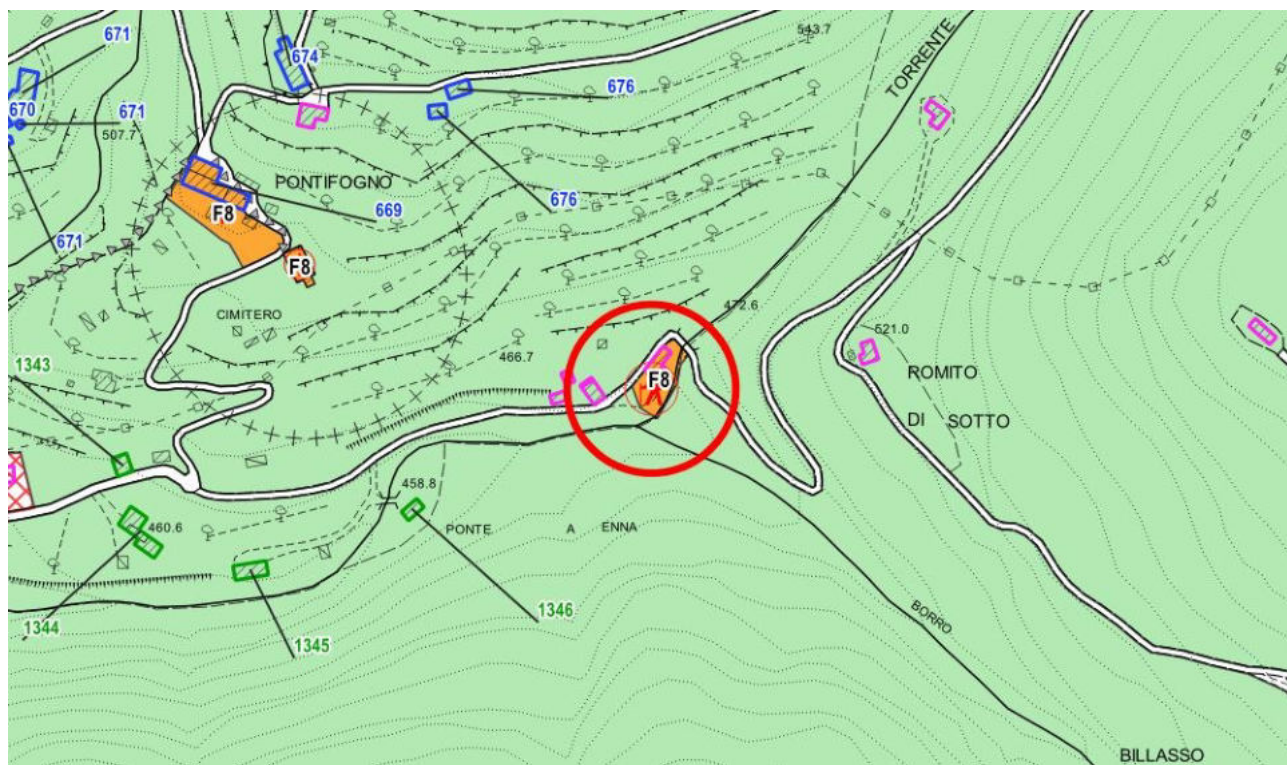 671
674
543.7
TORRENTE
676
670
671
507.7
PONTIFOGNO
669
676
F8
671
F8
CIMITERO
472.6
521.0
1343
466.7
F8
ROMITO
DI SOTTO
458.8
460.6
PONTE A ENNA
1346
1344
1345
BORRO
BILLASSO